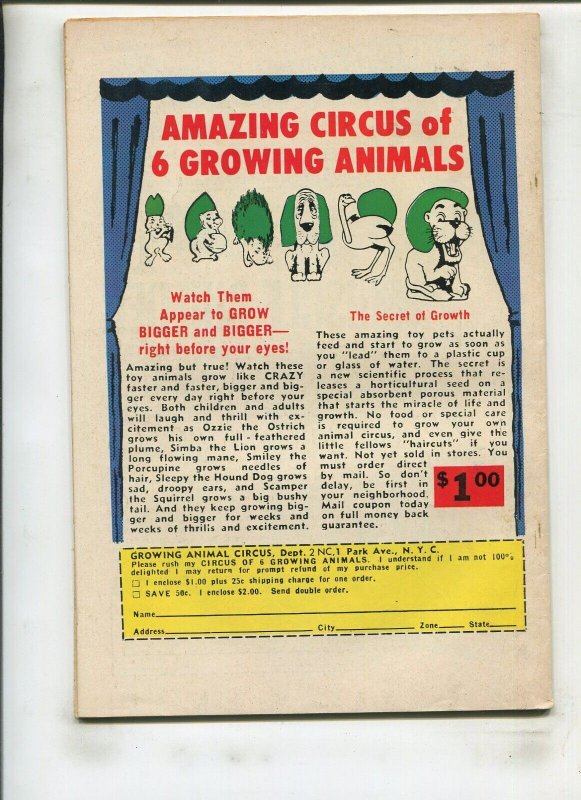 AMAZING CIRCUS of
6 GROWING ANIMALS
Watch Them
Appear to GROW
BIGGER and BIGGER—
right before your eyes!
Amazing but true! Watch these
toy animals grow like CRAZY
faster and faster, bigger and big-
ger every day right before your
eyes. Both children and adults
will laugh and thrill with ex-
citement as Ozzie the Ostrich
grows his own full - feathered
plume, Simba the Lion grows a
long flowing mane, Smiley the
Porcupine grows needles of
hair, Sleepy the Hound Dog grows
sad, droopy ears, and Scamper
the Squirrel grows a big bushy
tail. And they keep growing big-
ger and bigger for weeks and
weeks of thrills and excitement.
The Secret of Growth
These amazing toy pets actually
feed and start to grow as soon as
you "lead" them to a plastic cup
or glass of water. The secret is
a new scientific process that re-
leases a horticultural seed on a
special absorbent porous material
that starts the miracle of life and
growth. No food or special care
is required to grow your own
animal circus, and even give the
little fellows "haircuts" if you
want. Not yet sold in stores. You
must order direct
by mail. So don't
delay, be first in
your neighborhood.
Mail coupon today
on full money back
guarantee.
$1.00
GROWING ANIMAL CIRCUS, Dept. 2NC,1 Park Ave., N. Y. C.
Please rush my CIRCUS OF 6 GROWING ANIMALS. I understand if I am not 100%
delighted I may return for prompt refund of my purchase price.
I enclose $1.00 plus 25c shipping charge for one order.
SAVE 50c. I enclose $2.00. Send double order.
Name
Address City Zone State